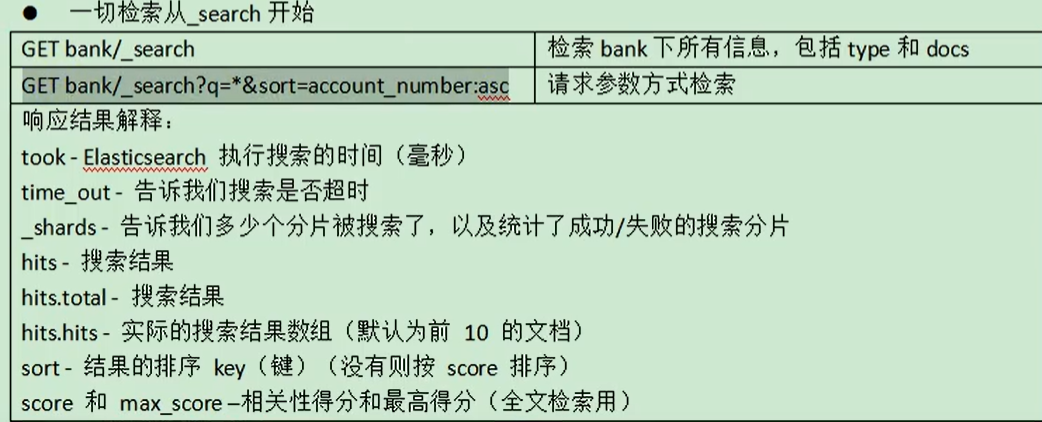 ● 一切检索从_search 开始
GET bank/_search 检索 bank 下所有信息，包括 type 和 docs
GET bank/_search?q=*&sort=account_number:asc 请求参数方式检索
响应结果解释：
took - Elasticsearch 执行搜索的时间（毫秒）
time_out - 告诉我们搜索是否超时
_shards - 告诉我们多少个分片被搜索了，以及统计了成功/失败的搜索分片
hits - 搜索结果
hits.total - 搜索结果
hits.hits - 实际的搜索结果数组（默认为前 10 的文档）
sort - 结果的排序 key（键）（没有则按 score 排序）
score 和 max_score –相关性得分和最高得分（全文检索用）